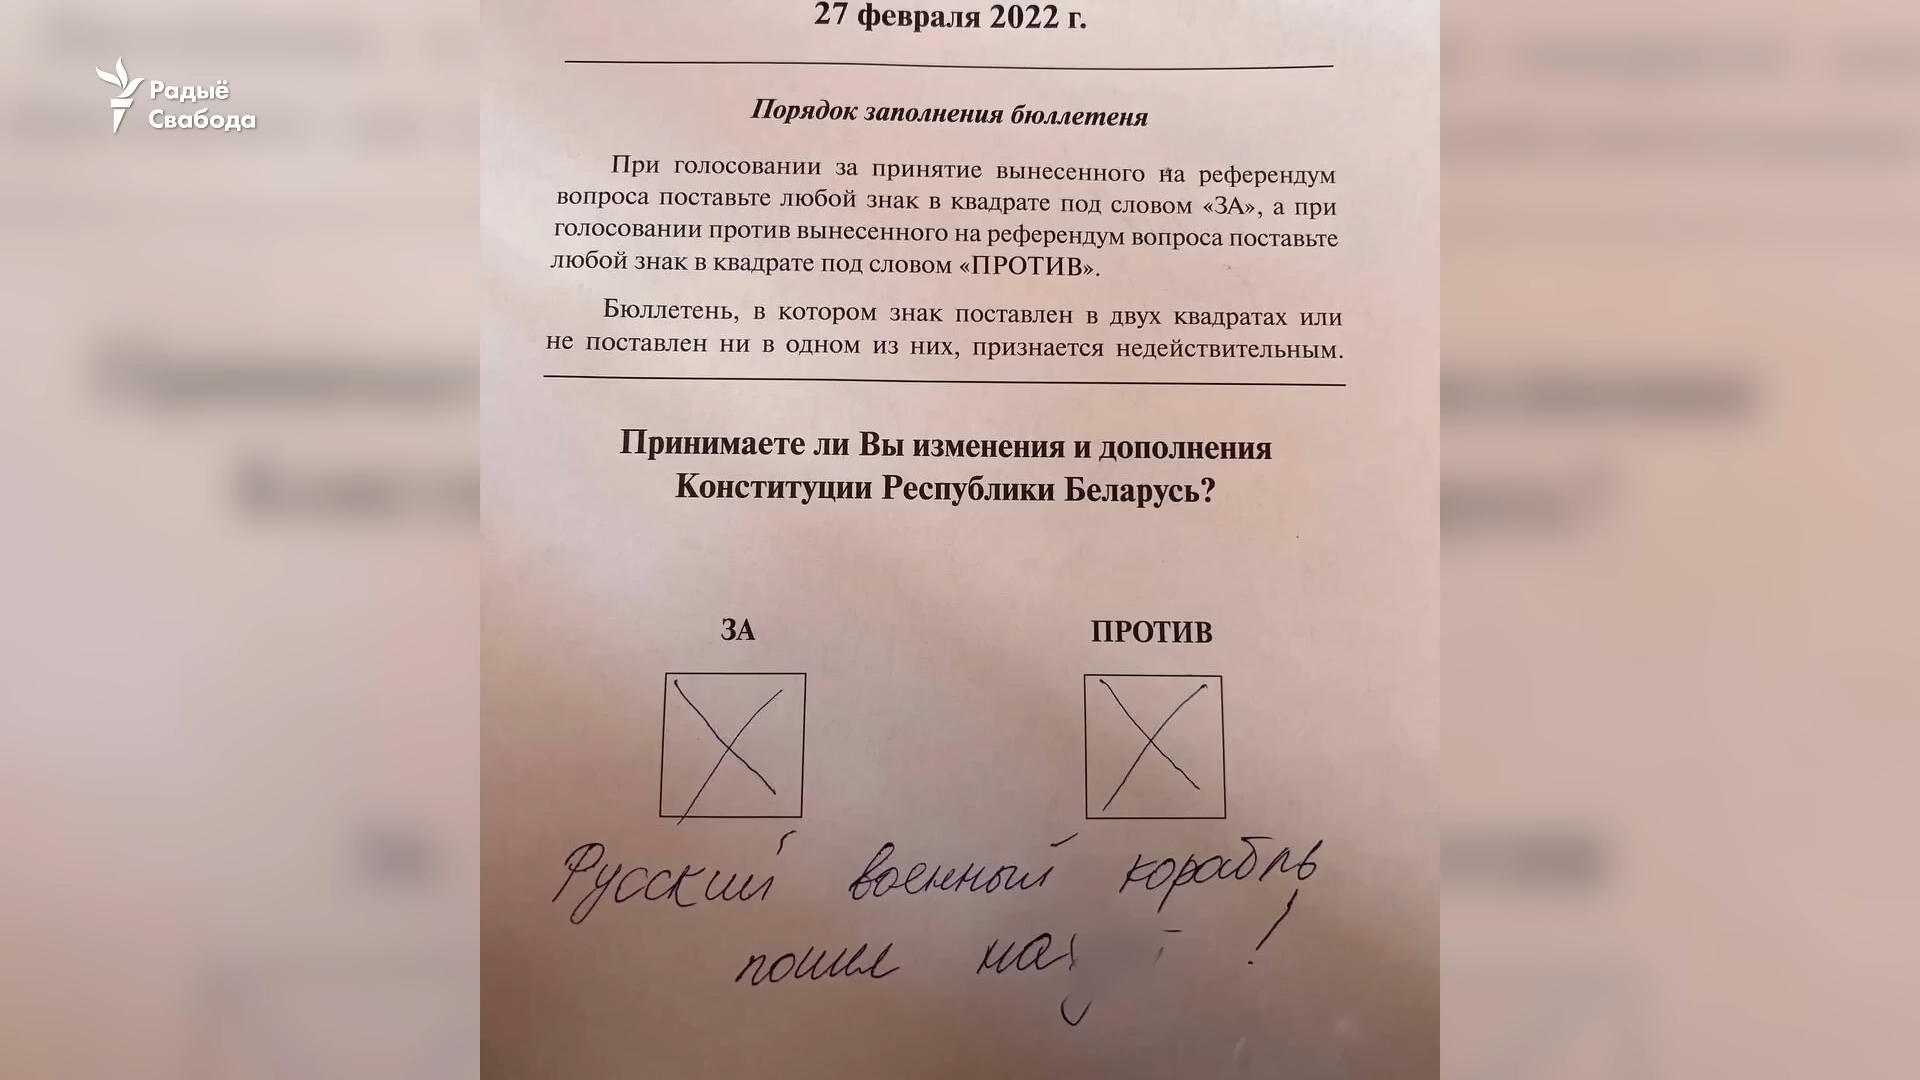 Радыё
Свабода
27 февраля 2022 г.
Порядок заполнения бюллетеня
При голосовании за принятие вынесенного на референдум
вопроса поставьте любой знак в квадрате под словом «ЗА», а при
голосовании против вынесенного на референдум вопроса поставьте
любой знак в квадрате под словом «ПРОТИВ».
Бюллетень, в котором знак поставлен в двух квадратах или
не поставлен ни в одном из них, признается недействительным.
Принимаете ли Вы изменения и дополнения
Конституции Республики Беларусь?
ЗА ПРОТИВ
Русский военный корабль
пошел на !